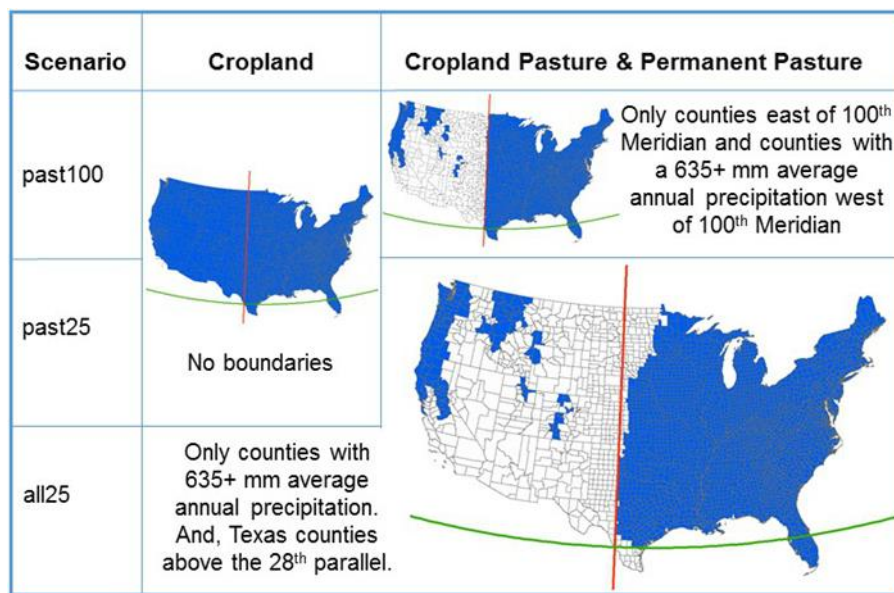 Scenario
Cropland
Cropland Pasture & Permanent Pasture
past100
Only counties east of 100th
Meridian and counties with
a 635+ mm average
annual precipitation west
of 100th Meridian
past25
No boundaries
all25
Only counties with
635+ mm average
annual precipitation.
And, Texas counties
above the 28th parallel.